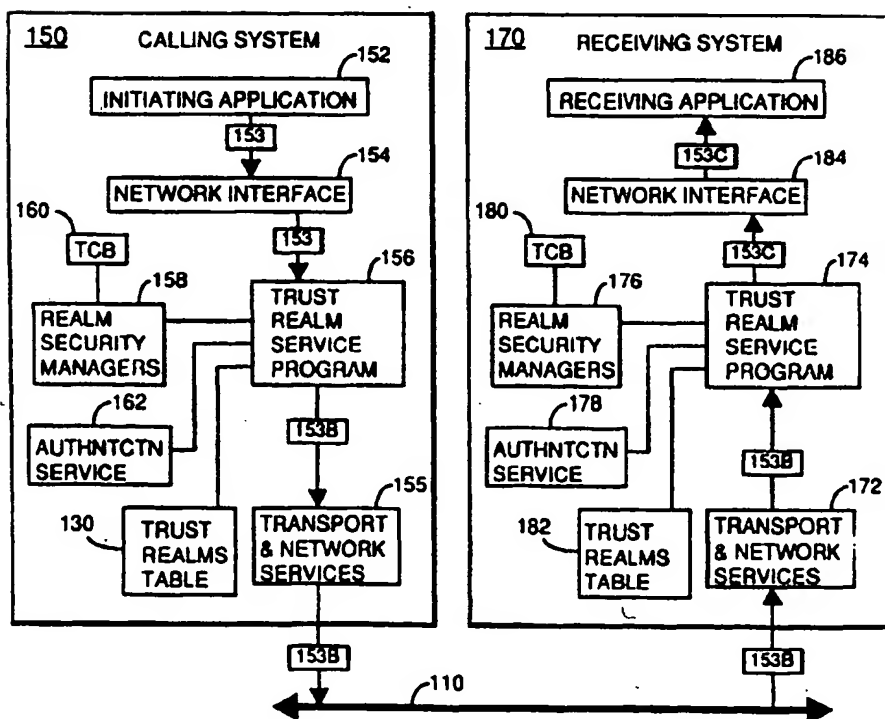 150 CALLING SYSTEM
152
INITIATING APPLICATION
153
154
NETWORK INTERFACE
160
TCB
153
156
158
REALM
SECURITY
MANAGERS
TRUST
REALM
SERVICE
PROGRAM
162
AUTHNTCTN
SERVICE
153B
155
130
TRUST
REALMS
TABLE
TRANSPORT
& NETWORK
SERVICES
153B
110
170 RECEIVING SYSTEM
186
RECEIVING APPLICATION
153C
184
NETWORK INTERFACE
180
TCB
153C
174
176
REALM
SECURITY
MANAGERS
TRUST
REALM
SERVICE
PROGRAM
178
AUTHNTCTN
SERVICE
153B
172
182
TRUST
REALMS
TABLE
TRANSPORT
& NETWORK
SERVICES
153B